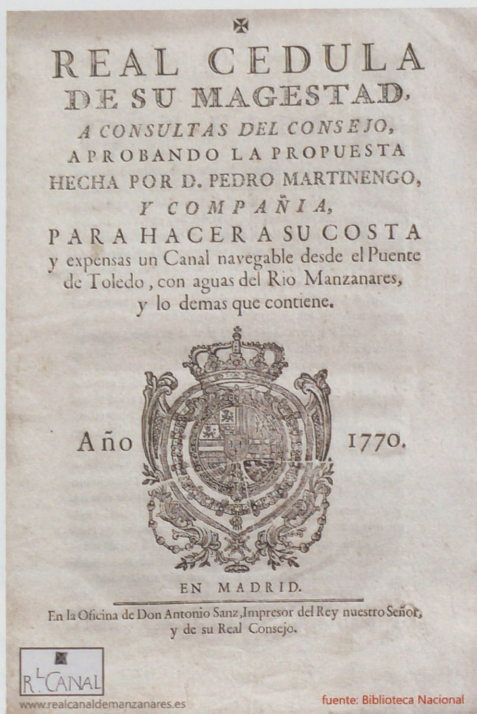 REAL CEDULA
DE SU MAGESTAD,
A CONSULTAS DEL CONSEJO,
APROBANDO LA PROPUESTA
HECHA POR D. PEDRO MARTINENGO,
Y COMPAÑIA,
PARA HACER A SU COSTA
y expensas un Canal navegable desde el Puente
de Toledo, con aguas del Rio Manzanares,
y lo demas que contiene.
Año 1770.
EN MADRID.
En la Oficina de Don Antonio Sanz, Impresor del Rey nuestro Señor,
y de su Real Consejo.
R.L CANAL
www.realcanaldemanzanares.es
fuente: Biblioteca Nacional